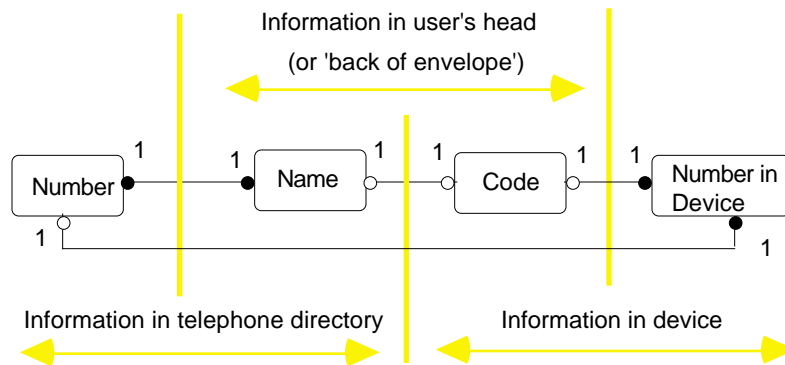 Information in user's head
(or 'back of envelope')
1 1 1 1 1 1
Number
Name
Code
Number in
Device
1 1
Information in telephone directory
Information in device